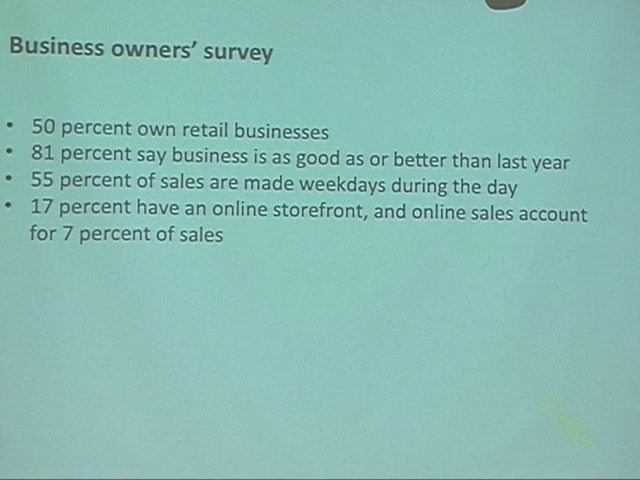 Business owners’ survey
• 50 percent own retail businesses
• 81 percent say business is as good as or better than last year
• 55 percent of sales are made weekdays during the day
• 17 percent have an online storefront, and online sales account
for 7 percent of sales